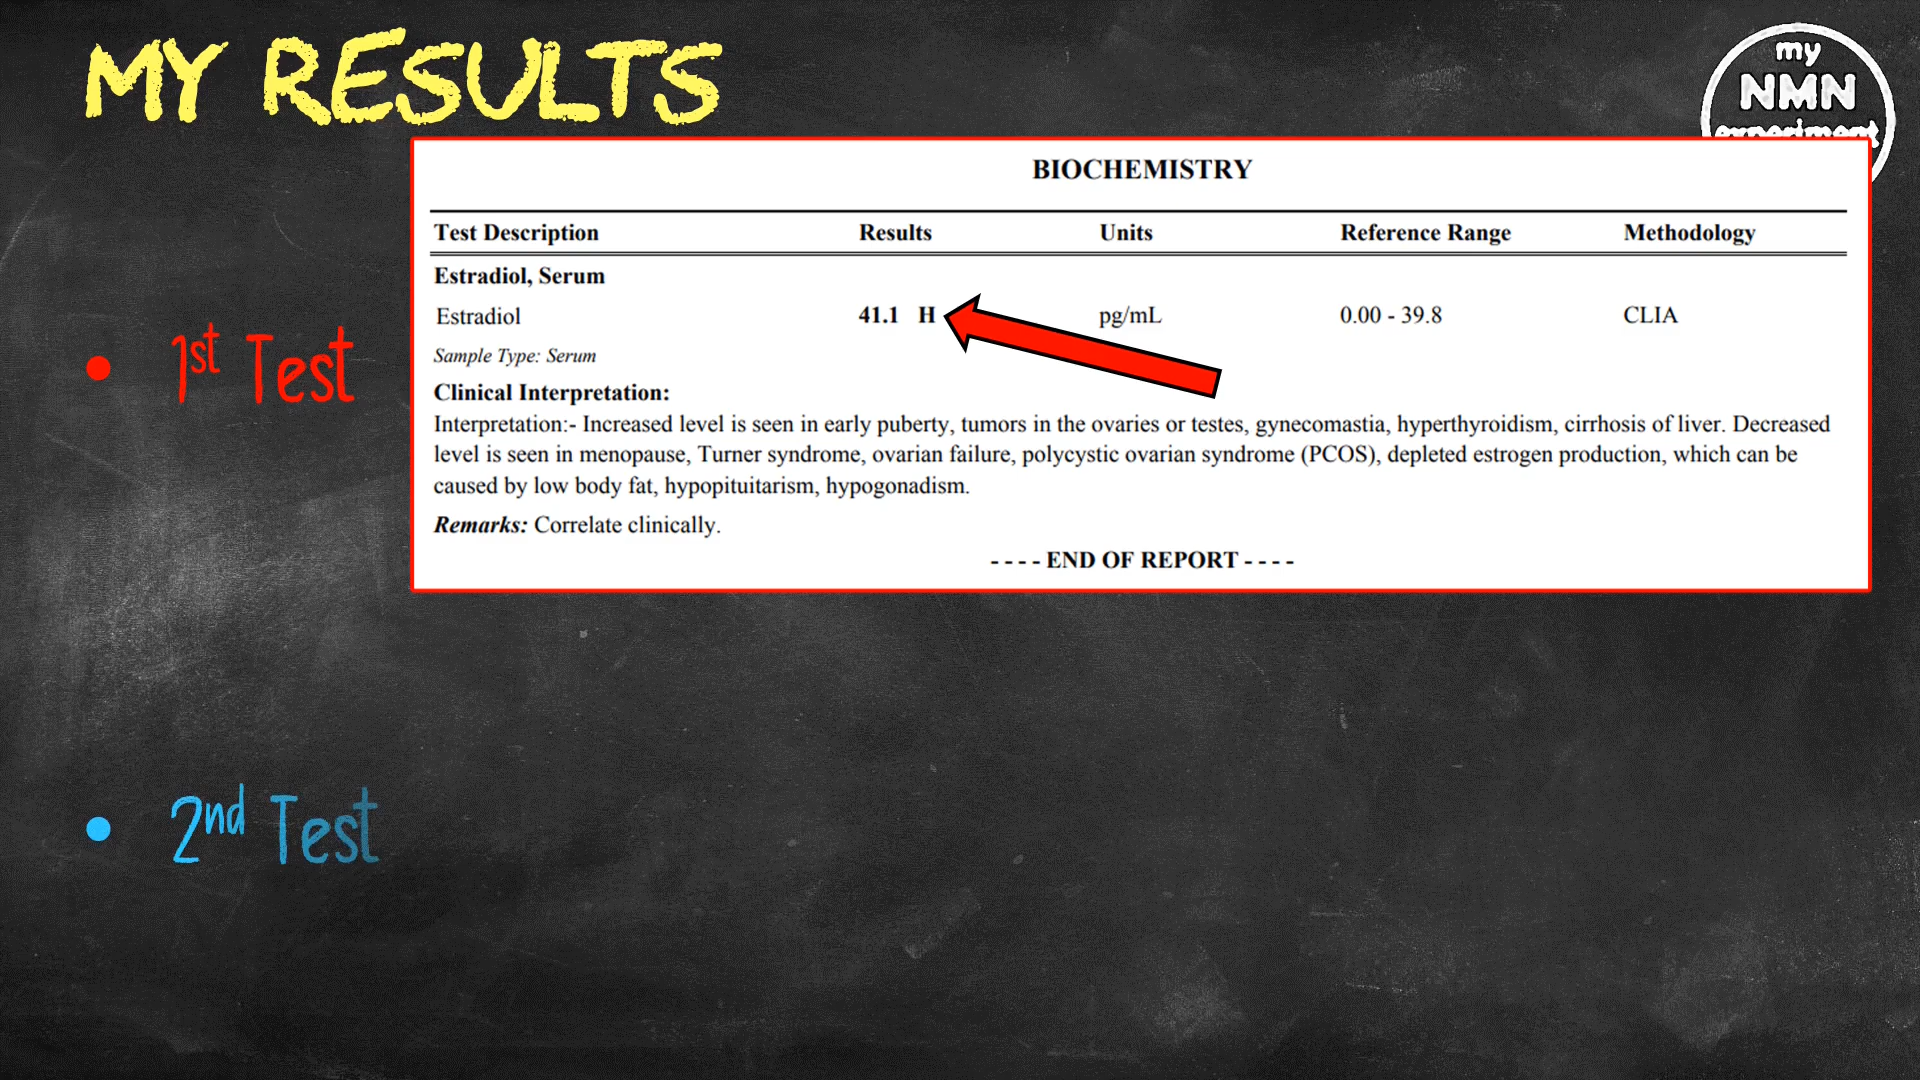 MY RESULTS
my
NMN
experiment
BIOCHEMISTRY
Test Description Results Units Reference Range Methodology
Estradiol, Serum
Estradiol 41.1 H pg/mL 0.00 - 39.8 CLIA
Sample Type: Serum
Clinical Interpretation:
Interpretation:- Increased level is seen in early puberty, tumors in the ovaries or testes, gynecomastia, hyperthyroidism, cirrhosis of liver. Decreased
level is seen in menopause, Turner syndrome, ovarian failure, polycystic ovarian syndrome (PCOS), depleted estrogen production, which can be
caused by low body fat, hypopituitarism, hypogonadism.
Remarks: Correlate clinically.
- - - - END OF REPORT - - - -
• 1st Test
• 2nd Test